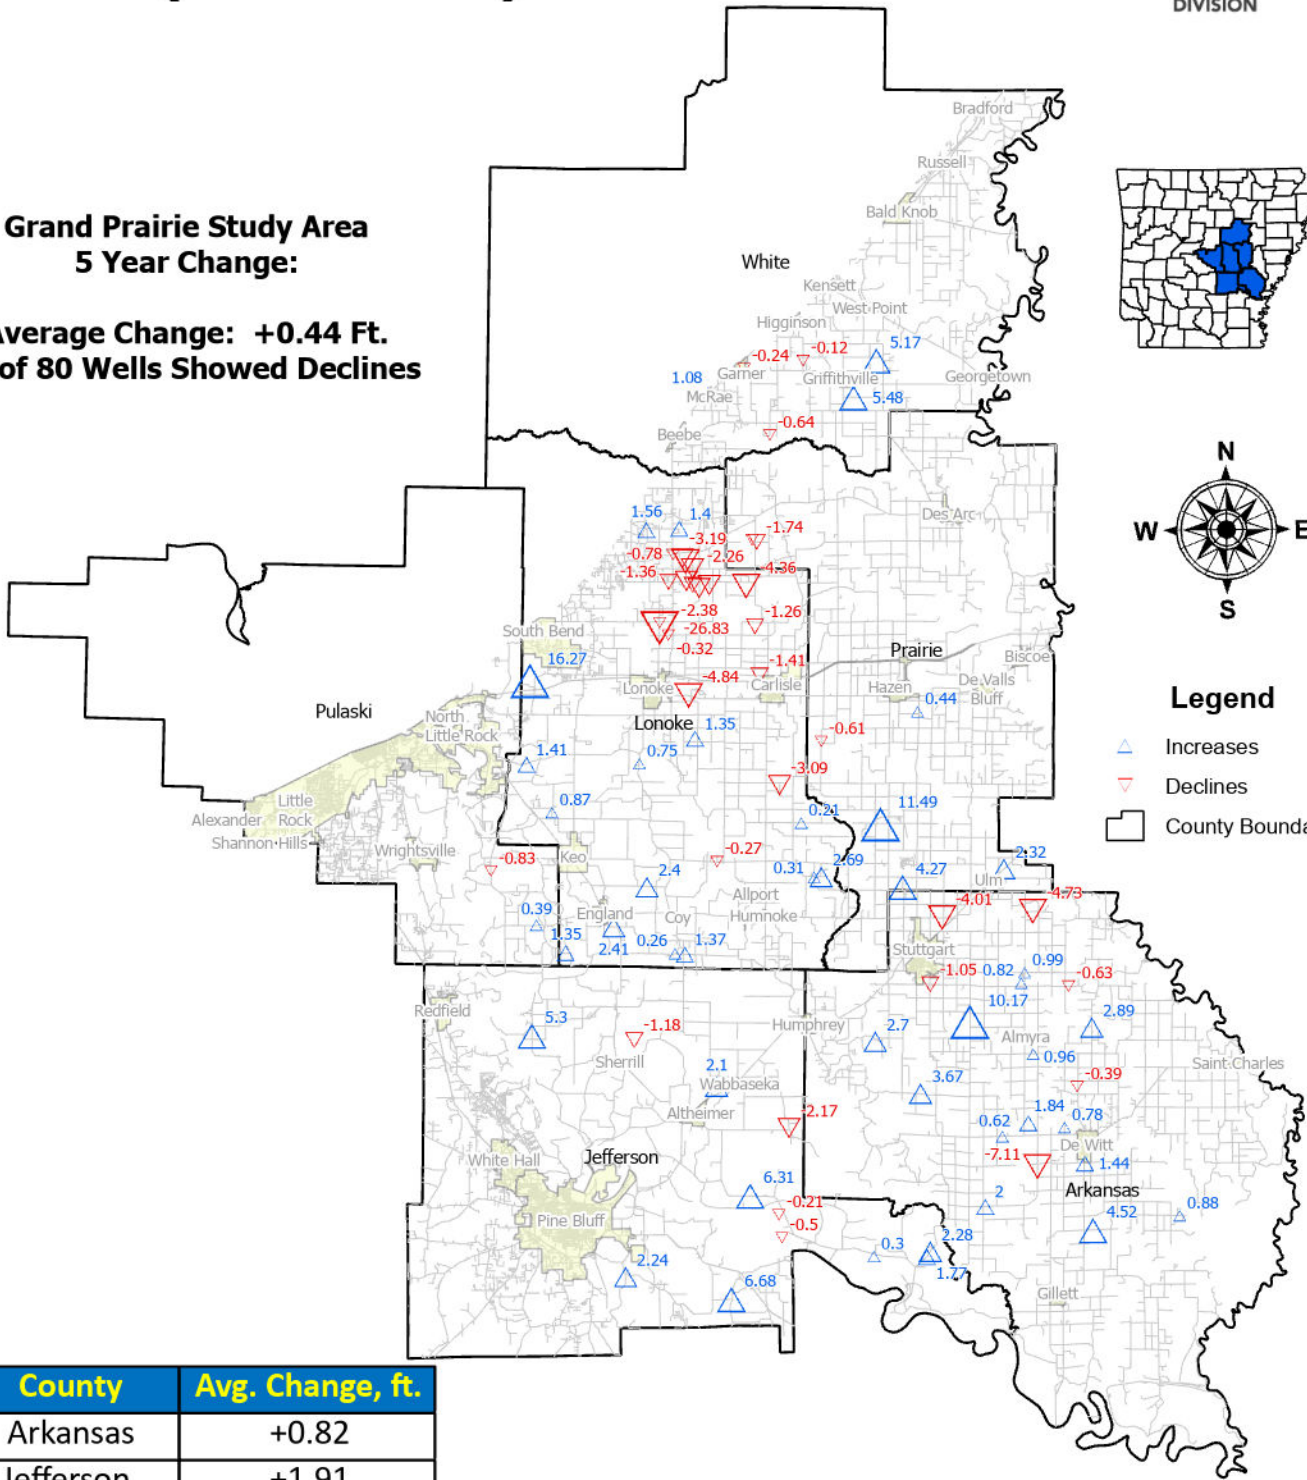 DIVISION
Grand Prairie Study Area
5 Year Change:
Average Change: +0.44 Ft.
of 80 Wells Showed Declines
Bradford
Russell
Bald Knob
White
Kensett
West Point
Higginson
5.17
-0.12
-0.24
Garner
Griffithville
Georgetown
1.08
McRae
5.48
-0.64
Beebe
N
W
E
S
Des Arc
1.56
1.4
-1.74
-3.19
-0.78
-2.26
-1.36
-4.36
-2.38
-1.26
-26.83
-0.32
South Bend
16.27
Prairie
Biscoe
-1.41
-4.84
Lonoke
Carlisle
Hazen
De Valls
Bluff
0.44
Legend
Increases
Declines
County Bounda
Pulaski
North
Little Rock
Lonoke
1.35
-0.61
1.41
0.75
-3.09
Little
Rock
Alexander
Shannon Hills
0.87
0.21
11.49
Wrightsville
-0.83
Keo
-0.27
2.32
2.4
0.31
2.69
4.27
Ulm
Allport
Humnoke
0.39
England
Coy
-4.01
-4.73
1.35
2.41
0.26
1.37
Stuttgart
-1.05
0.82
0.99
-0.63
10.17
2.89
Redfield
5.3
-1.18
Humphrey
2.7
Almyra
0.96
Sherrill
2.1
Wabbaseka
Saint Charles
3.67
-0.39
Altheimer
-2.17
0.62
1.84
0.78
De Witt
White Hall
Jefferson
-7.11
1.44
6.31
Arkansas
2
0.88
4.52
-0.21
-0.5
Pine Bluff
0.3
2.28
1.77
2.24
6.68
Gillett
County
Avg. Change, ft.
Arkansas
+0.82
Jefferson
+1.91